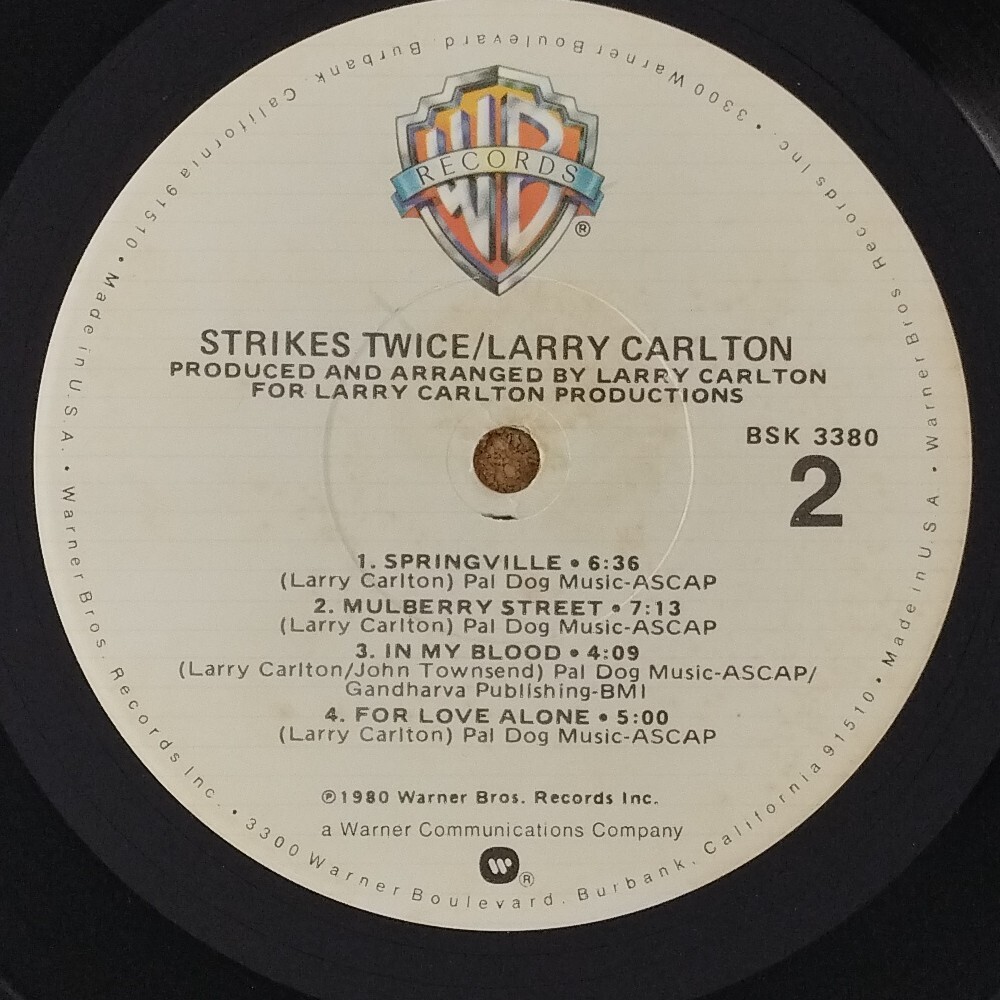 WB
RECORDS
®
STRIKES TWICE/LARRY CARLTON
PRODUCED AND ARRANGED BY LARRY CARLTON
FOR LARRY CARLTON PRODUCTIONS
BSK 3380
2
1. SPRINGVILLE • 6:36
(Larry Carlton) Pal Dog Music-ASCAP
2. MULBERRY STREET • 7:13
(Larry Carlton) Pal Dog Music-ASCAP
3. IN MY BLOOD • 4:09
(Larry Carlton/John Townsend) Pal Dog Music-ASCAP/
Gandharva Publishing-BMI
4. FOR LOVE ALONE • 5:00
(Larry Carlton) Pal Dog Music-ASCAP
℗1980 Warner Bros. Records Inc.
a Warner Communications Company
W ®
Warner Bros. Records Inc. • 3300 Warner Boulevard. Burbank. California 91510 • Made in U.S.A. •
Warner Bros. Records Inc. • 3300 Warner Boulevard. Burbank. California 91510 • Made in U.S.A. •